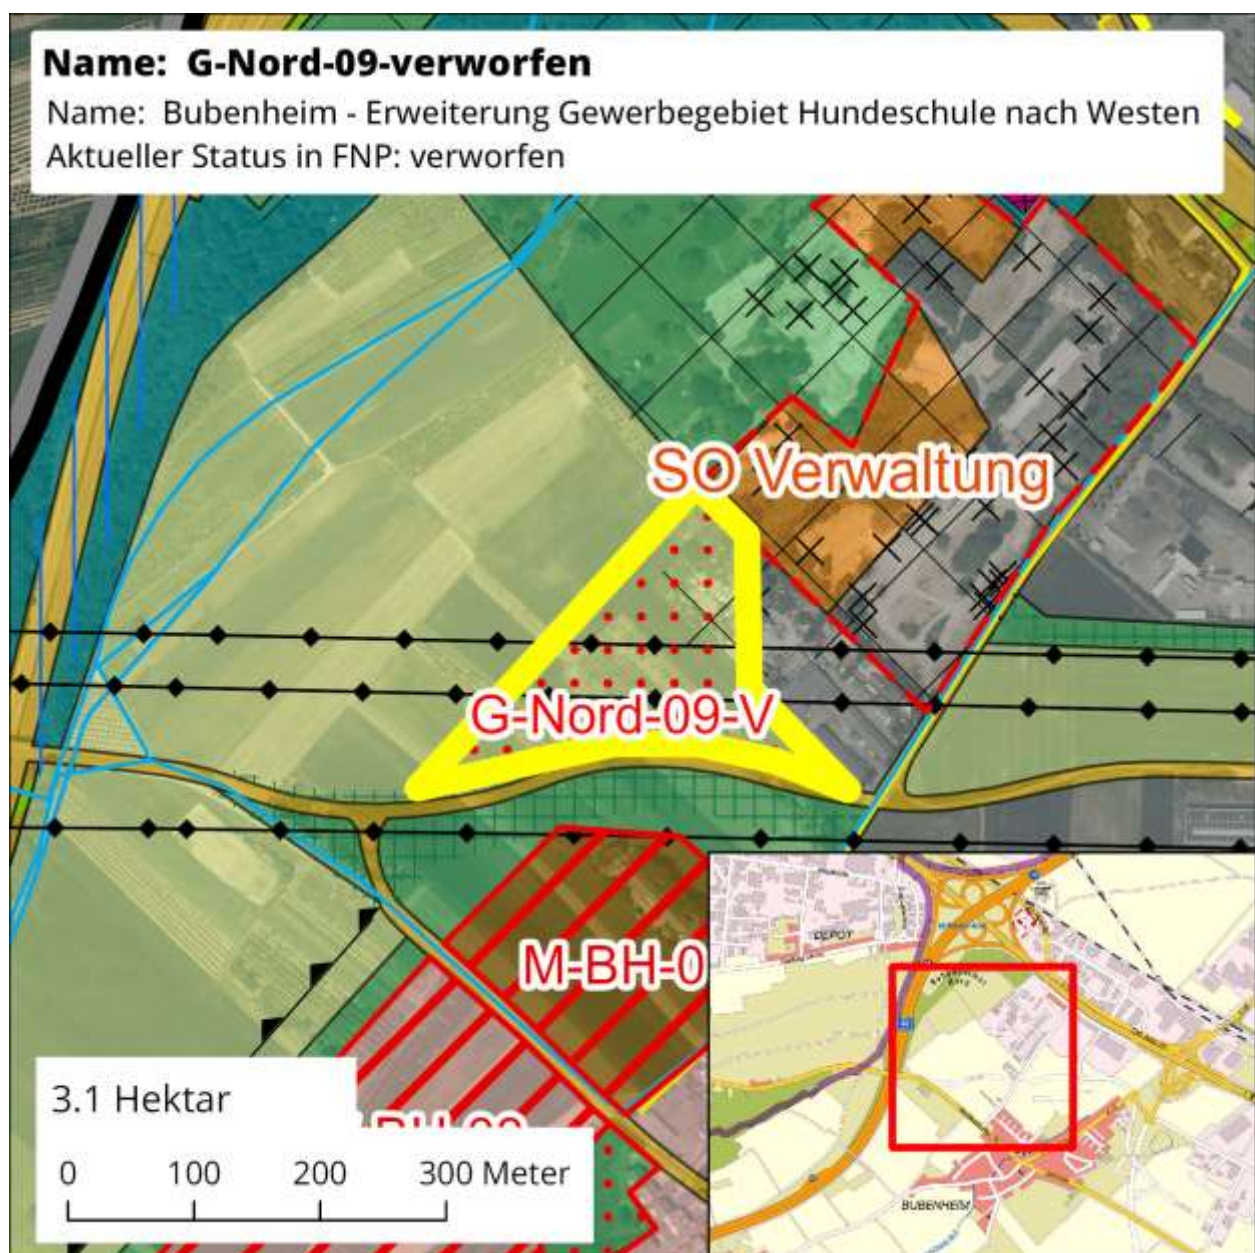 Name: G-Nord-09-verworfen
Name: Bubenheim - Erweiterung Gewerbegebiet Hundeschule nach Westen
Aktueller Status in FNP: verworfen
SO Verwaltung
G-Nord-09-V
M-BH-0
DEPOT
BUBENHEIM
3.1 Hektar
0 100 200 300 Meter